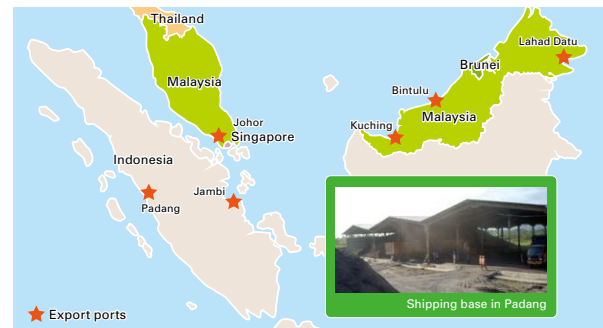 Thailand
Lahad Datu
Brunei
Malaysia
Bintulu
Malaysia
Johor
Kuching
Singapore
Indonesia
Jambi
Padang
Shipping base in Padang
Export ports